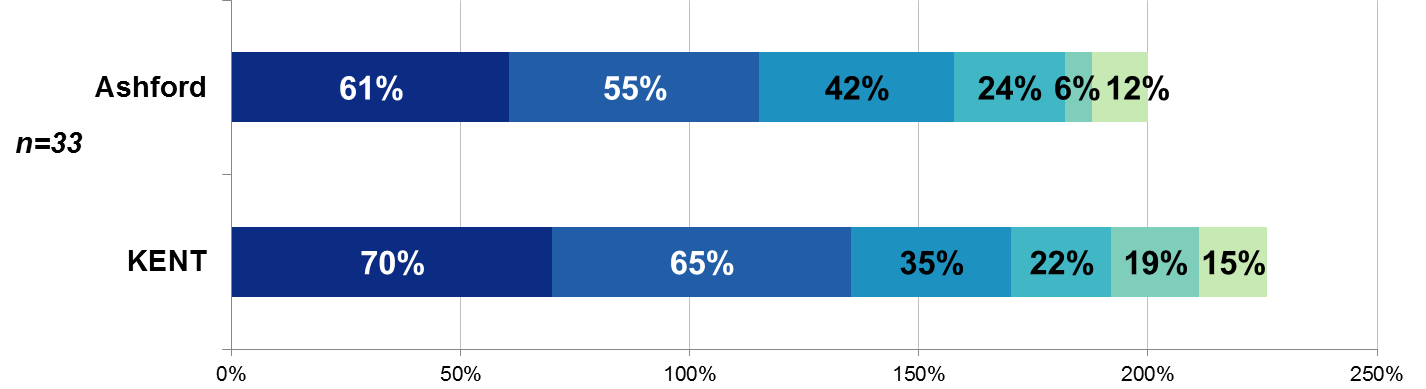 Ashford 61% 55% 42% 24% 6% 12%
n=33
KENT 70% 65% 35% 22% 19% 15%
0% 50% 100% 150% 200% 250%